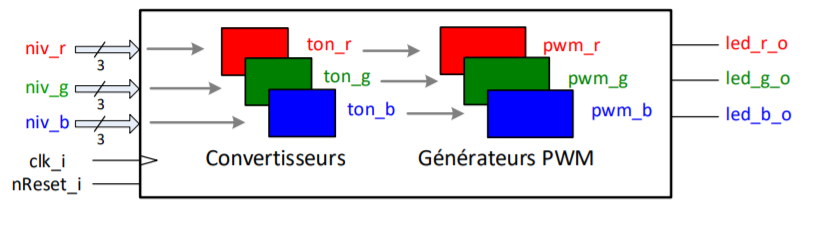 niv_r
3
ton_r
pwm_r
led_r_o
niv_g
3
ton_g
pwm_g
led_g_o
niv_b
3
ton_b
pwm_b
led_b_o
clk_i
Convertisseurs
Générateurs PWM
nReset_i